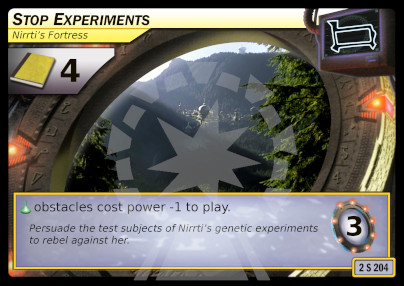 STOP EXPERIMENTS
Nirrti's Fortress
4
obstacles cost power -1 to play.
Persuade the test subjects of Nirrti's genetic experiments
to rebel against her.
3
2 S 204